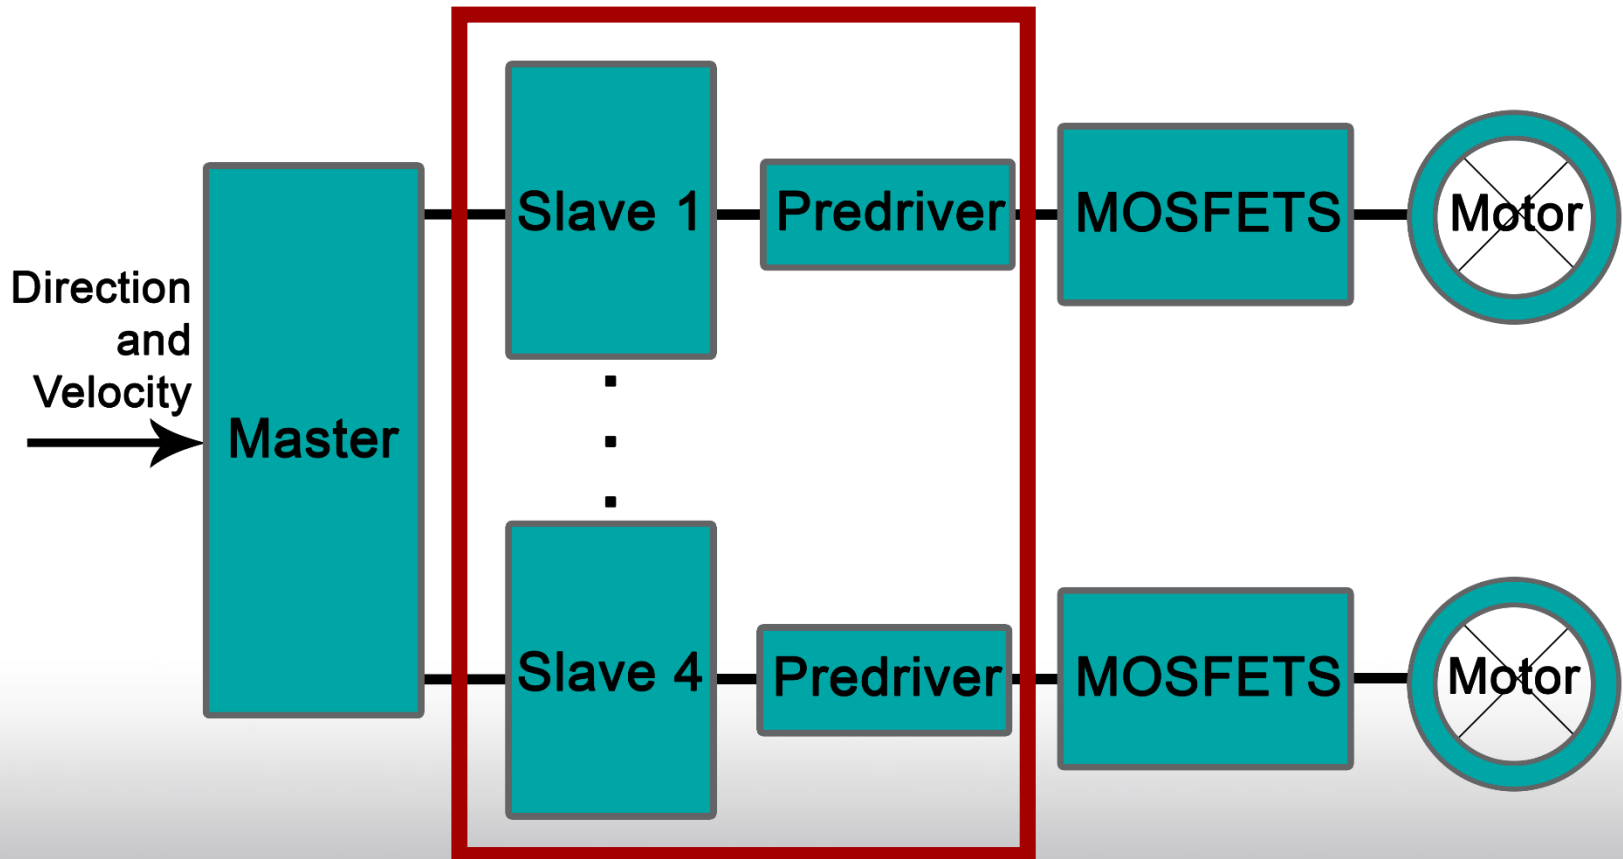 Direction
and
Velocity
Master
Slave 1
Predriver
MOSFETS
Motor
Slave 4
Predriver
MOSFETS
Motor